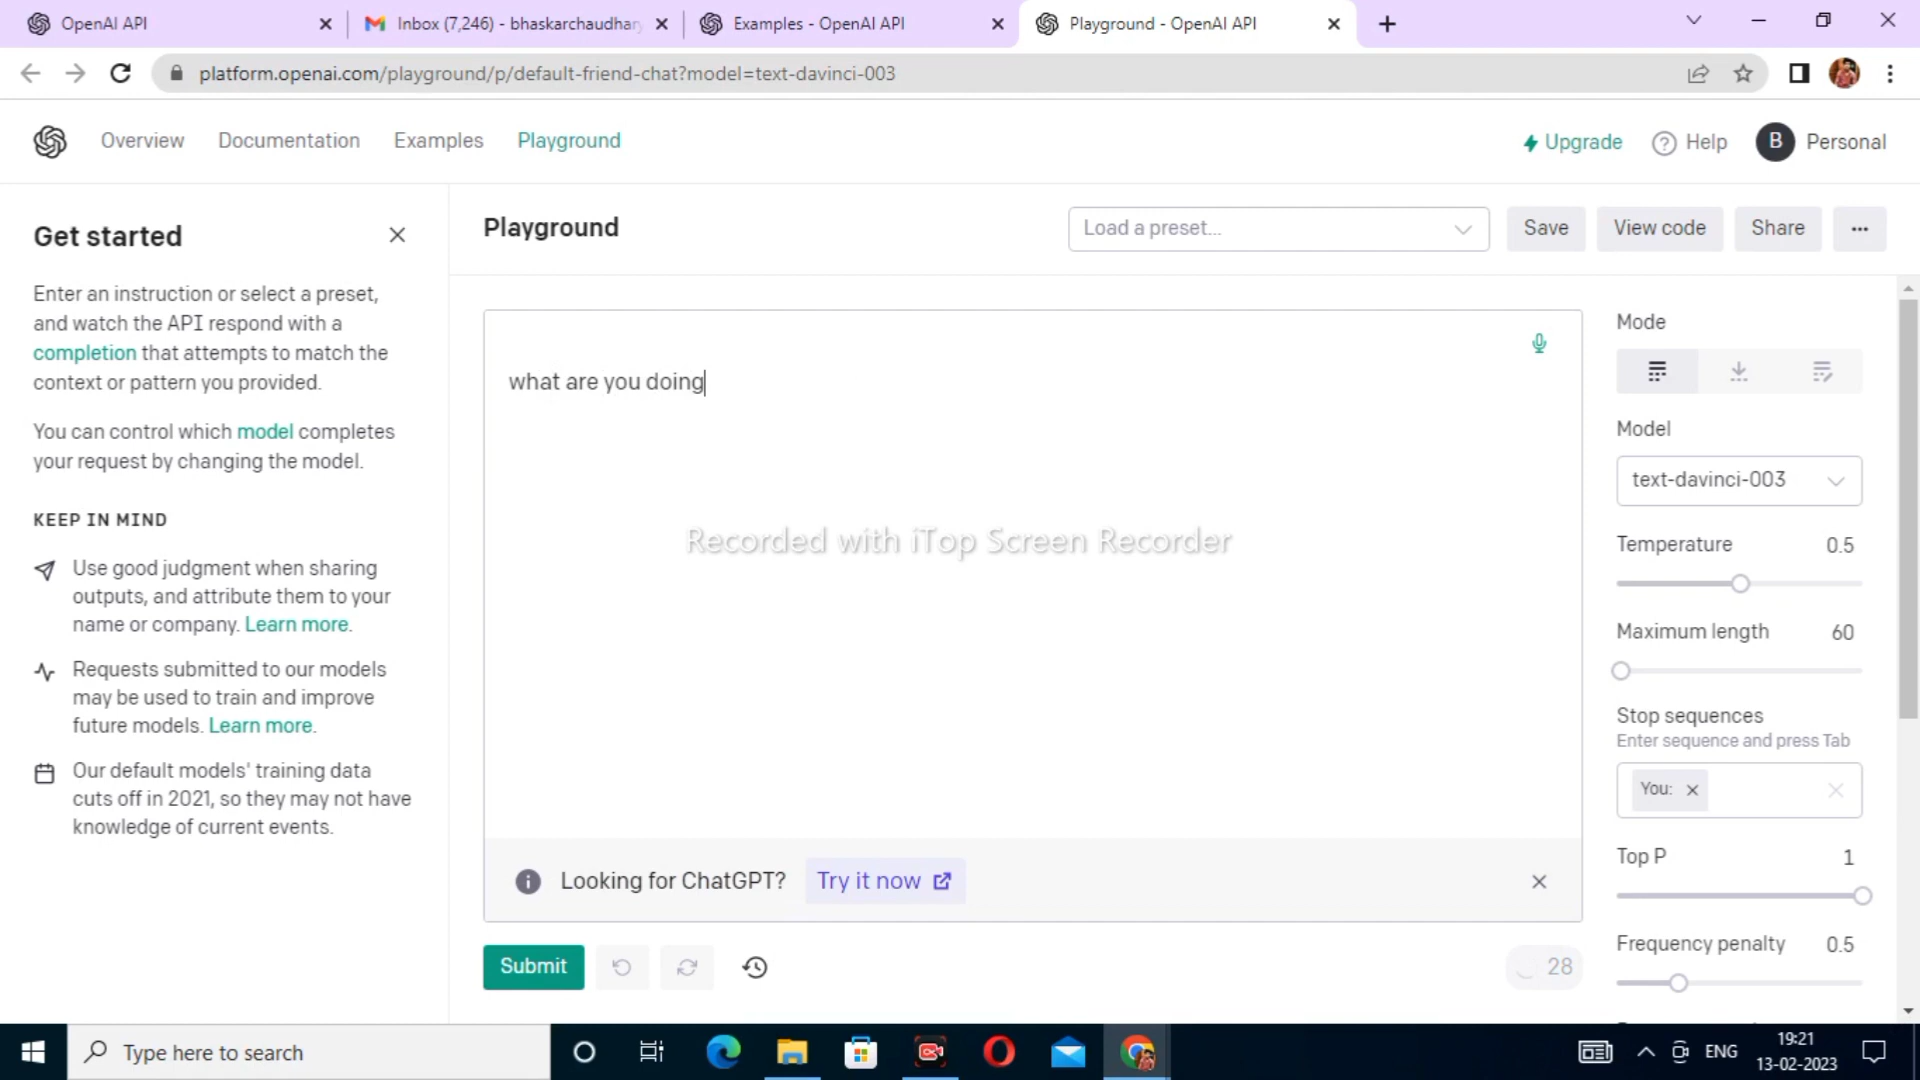 OpenAI API
Inbox (7,246) - bhaskarchaudhar
Examples - OpenAI API
Playground - OpenAI API
platform.openai.com/playground/p/default-friend-chat?model=text-davinci-003
Overview Documentation Examples Playground
Upgrade Help B Personal
Get started
Playground
Load a preset...
Save View code Share ...
Enter an instruction or select a preset,
and watch the API respond with a
completion that attempts to match the
context or pattern you provided.
You can control which model completes
your request by changing the model.
KEEP IN MIND
Use good judgment when sharing
outputs, and attribute them to your
name or company. Learn more.
Requests submitted to our models
may be used to train and improve
future models. Learn more.
Our default models' training data
cuts off in 2021, so they may not have
knowledge of current events.
what are you doing
Recorded with iTop Screen Recorder
Looking for ChatGPT? Try it now
Submit
28
Mode
Model
text-davinci-003
Temperature 0.5
Maximum length 60
Stop sequences
Enter sequence and press Tab
You:
Top P 1
Frequency penalty 0.5
Type here to search
ENG
19:21
13-02-2023